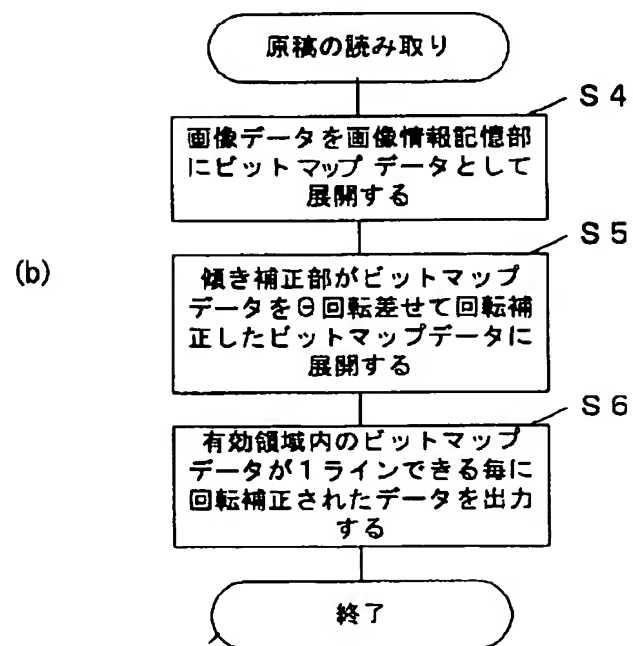 原稿の読み取り
S4
画像データを画像情報記憶部
にビットマップデータとして
展開する
S5
(b)
傾き補正部がビットマップ
データをθ回転差せて回転補
正したビットマップデータに
展開する
S6
有効領域内のビットマップ
データが1ラインできる毎に
回転補正されたデータを出力
する
終了